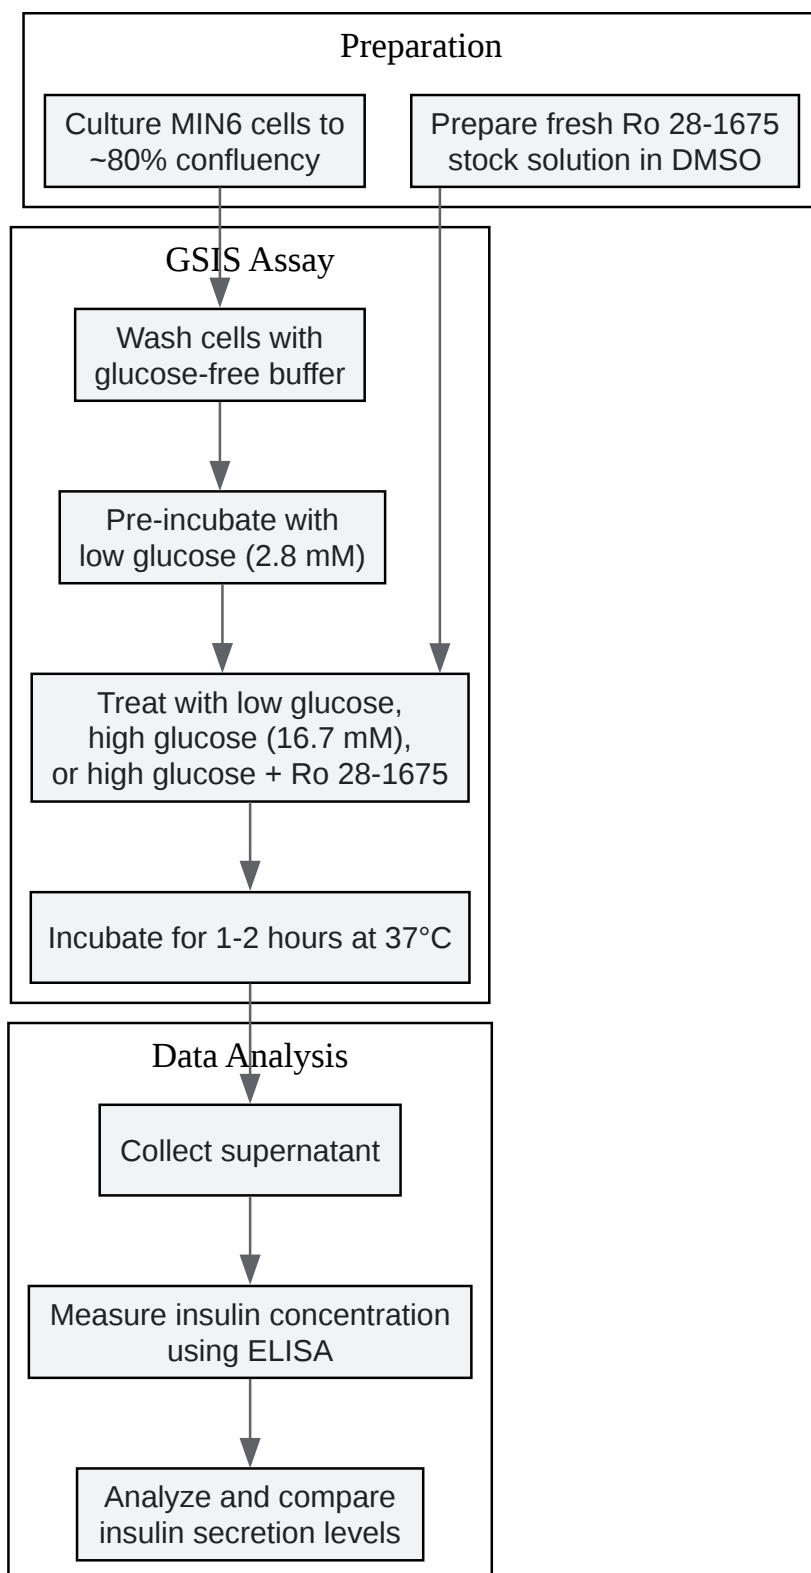 Preparation
Culture MIN6 cells to
~80% confluency
Prepare fresh Ro 28-1675
stock solution in DMSO
GSIS Assay
Wash cells with
glucose-free buffer
Pre-incubate with
low glucose (2.8 mM)
Treat with low glucose,
high glucose (16.7 mM),
or high glucose + Ro 28-1675
Incubate for 1-2 hours at 37°C
Data Analysis
Collect supernatant
Measure insulin concentration
using ELISA
Analyze and compare
insulin secretion levels